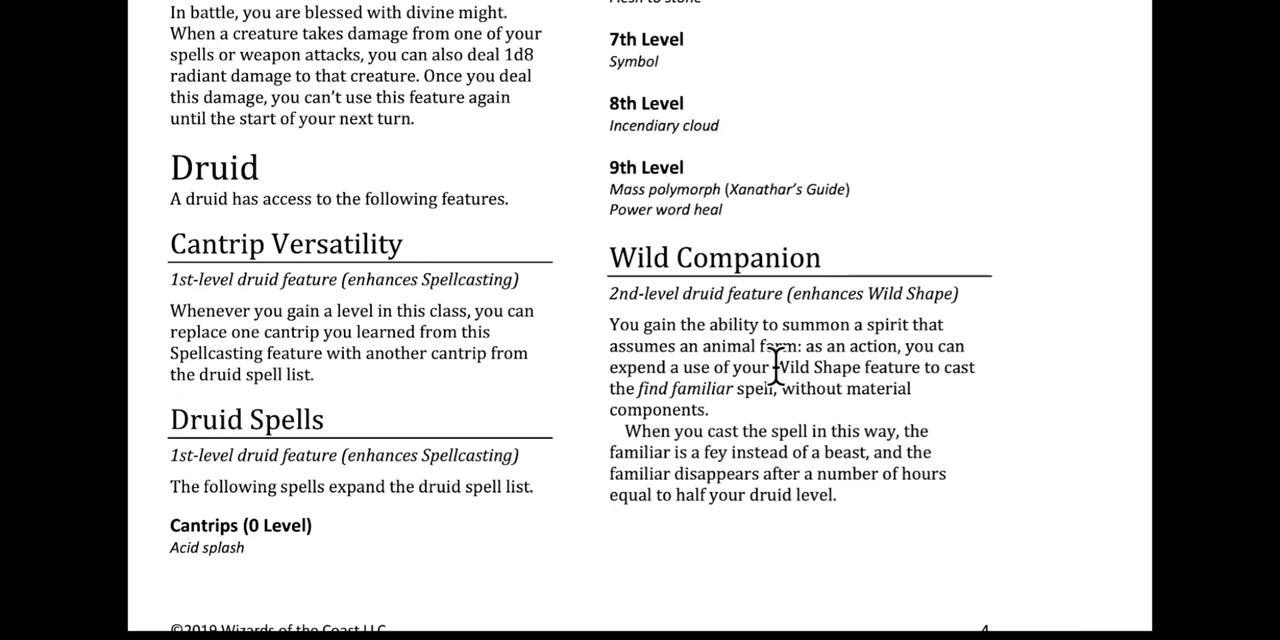 In battle, you are blessed with divine might.
When a creature takes damage from one of your
spells or weapon attacks, you can also deal 1d8
radiant damage to that creature. Once you deal
this damage, you can’t use this feature again
until the start of your next turn.
Druid
A druid has access to the following features.
Cantrip Versatility
1st-level druid feature (enhances Spellcasting)
Whenever you gain a level in this class, you can
replace one cantrip you learned from this
Spellcasting feature with another cantrip from
the druid spell list.
Druid Spells
1st-level druid feature (enhances Spellcasting)
The following spells expand the druid spell list.
Cantrips (0 Level)
Acid splash
7th Level
Symbol
8th Level
Incendiary cloud
9th Level
Mass polymorph (Xanathar’s Guide)
Power word heal
Wild Companion
2nd-level druid feature (enhances Wild Shape)
You gain the ability to summon a spirit that
assumes an animal form: as an action, you can
expend a use of your Wild Shape feature to cast
the find familiar spell, without material
components.
When you cast the spell in this way, the
familiar is a fey instead of a beast, and the
familiar disappears after a number of hours
equal to half your druid level.
©2019 Wizards of the Coast LLC
4